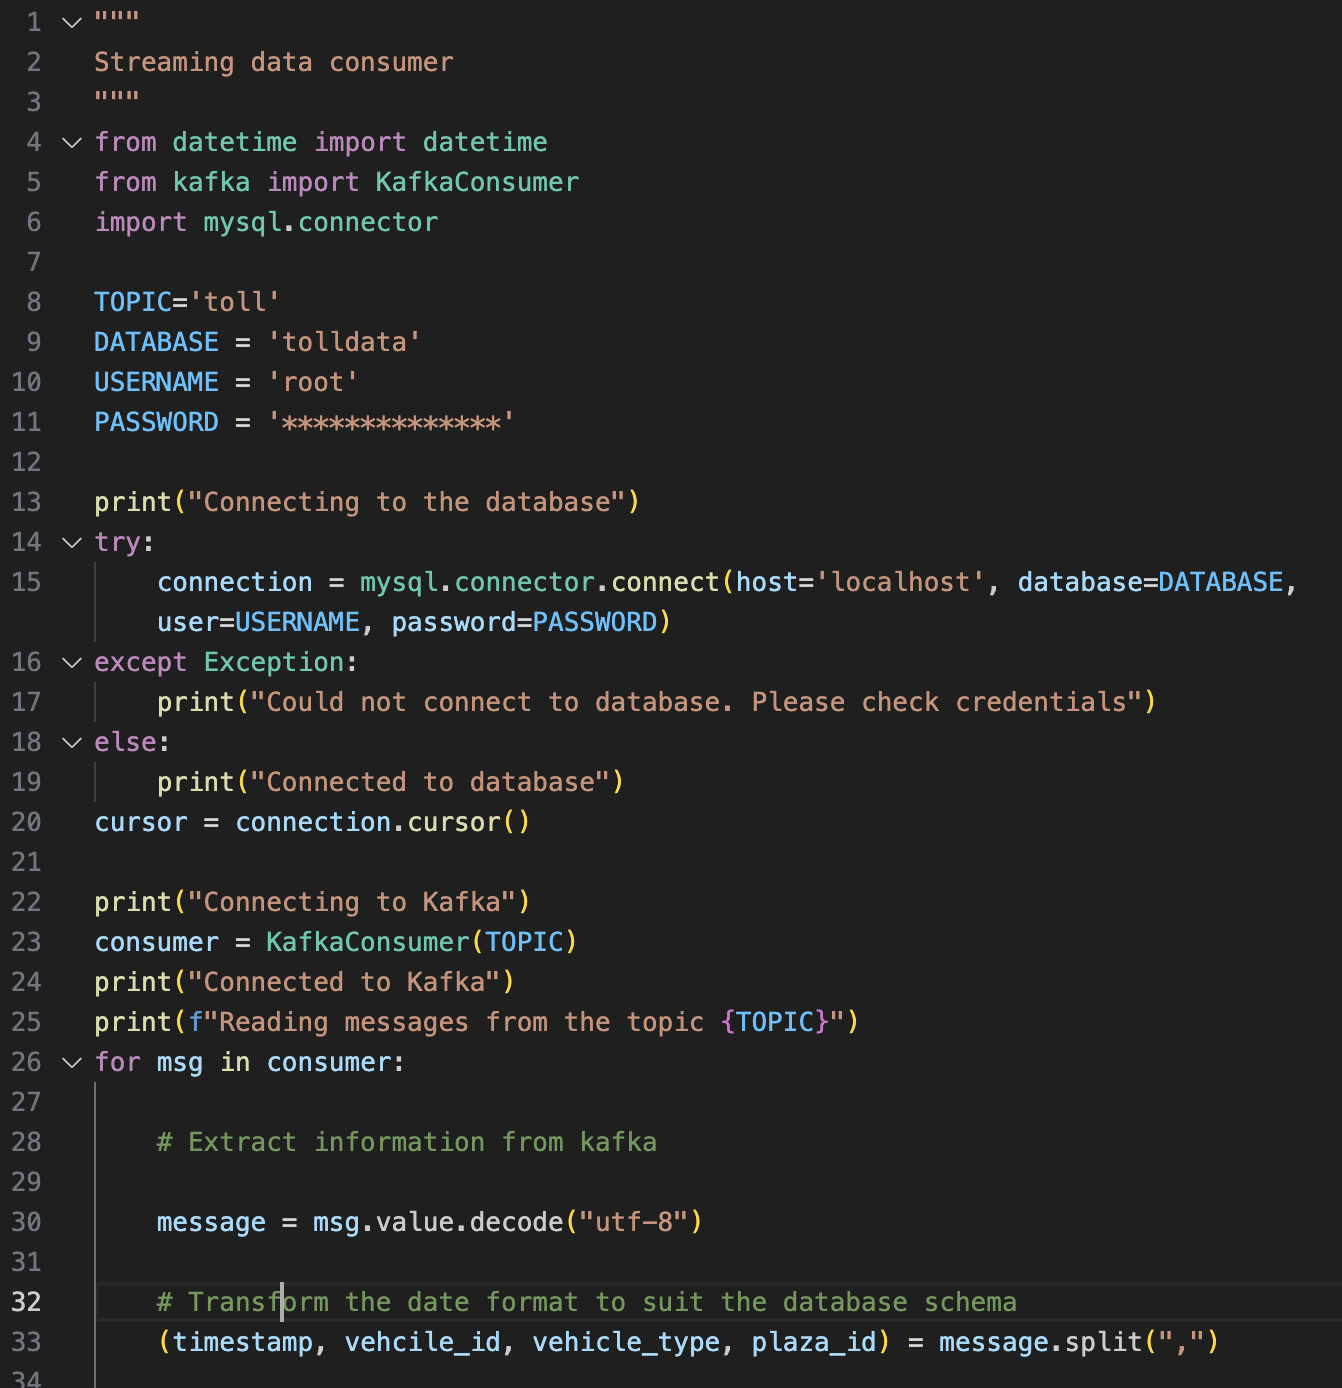 1 """
2 Streaming data consumer
3 """
4 from datetime import datetime
5 from kafka import KafkaConsumer
6 import mysql.connector
7
8 TOPIC='toll'
9 DATABASE = 'tolldata'
10 USERNAME = 'root'
11 PASSWORD = '**************'
12
13 print("Connecting to the database")
14 try:
15     connection = mysql.connector.connect(host='localhost', database=DATABASE,
    user=USERNAME, password=PASSWORD)
16 except Exception:
17     print("Could not connect to database. Please check credentials")
18 else:
19     print("Connected to database")
20 cursor = connection.cursor()
21
22 print("Connecting to Kafka")
23 consumer = KafkaConsumer(TOPIC)
24 print("Connected to Kafka")
25 print(f"Reading messages from the topic {TOPIC}")
26 for msg in consumer:
27
28     # Extract information from kafka
29
30     message = msg.value.decode("utf-8")
31
32     # Transform the date format to suit the database schema
33     (timestamp, vehcile_id, vehicle_type, plaza_id) = message.split(",")
34